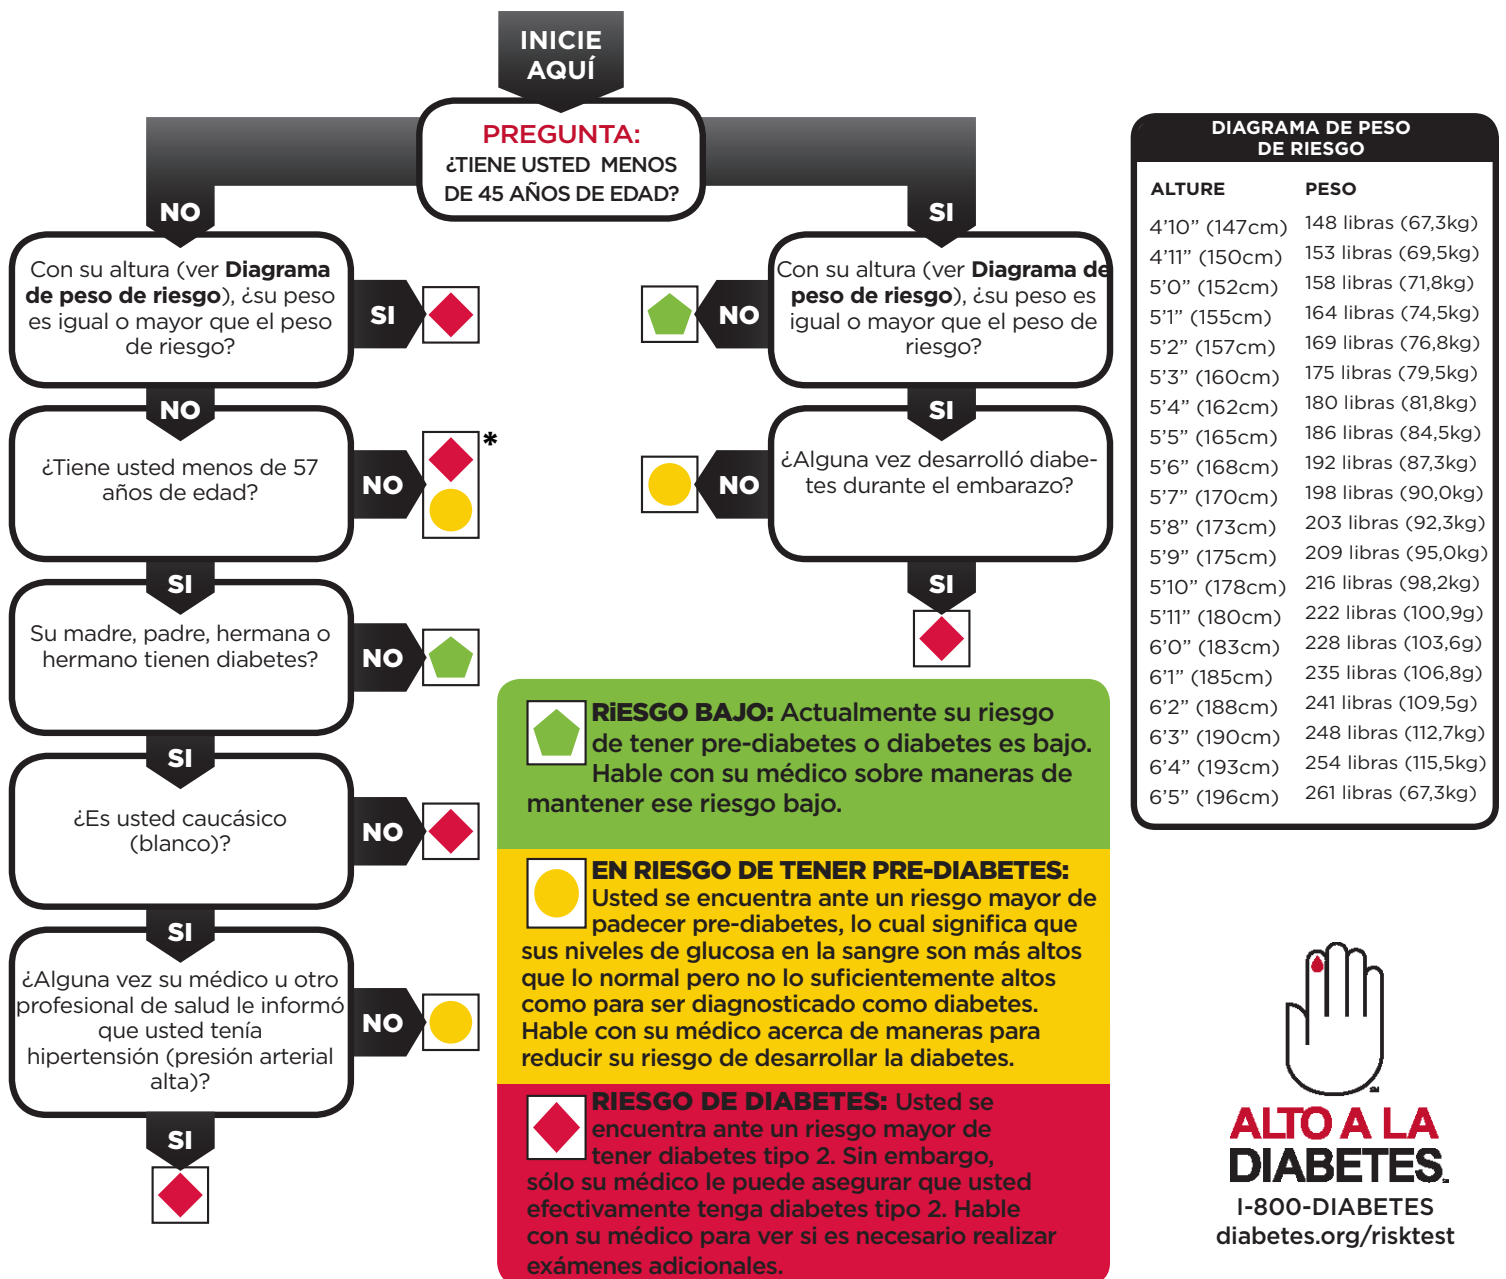 INICIE
AQUÍ
PREGUNTA:
¿TIENE USTED MENOS
DE 45 AÑOS DE EDAD?
NO
Con su altura (ver Diagrama
de peso de riesgo), ¿su peso
es igual o mayor que el peso
de riesgo?
SI
NO
¿Tiene usted menos de 57
años de edad?
NO
*
SI
Su madre, padre, hermana o
hermano tienen diabetes?
NO
SI
¿Es usted caucásico
(blanco)?
NO
SI
¿Alguna vez su médico u otro
profesional de salud le informó
que usted tenía
hipertensión (presión arterial
alta)?
NO
SI
SI
Con su altura (ver Diagrama de
peso de riesgo), ¿su peso es
igual o mayor que el peso de
riesgo?
NO
SI
¿Alguna vez desarrolló diabe-
tes durante el embarazo?
NO
SI
RiESGO BAJO: Actualmente su riesgo
de tener pre-diabetes o diabetes es bajo.
Hable con su médico sobre maneras de
mantener ese riesgo bajo.
EN RIESGO DE TENER PRE-DIABETES:
Usted se encuentra ante un riesgo mayor de
padecer pre-diabetes, lo cual significa que
sus niveles de glucosa en la sangre son más altos
que lo normal pero no lo suficientemente altos
como para ser diagnosticado como diabetes.
Hable con su médico acerca de maneras para
reducir su riesgo de desarrollar la diabetes.
RIESGO DE DIABETES: Usted se
encuentra ante un riesgo mayor de
tener diabetes tipo 2. Sin embargo,
sólo su médico le puede asegurar que usted
efectivamente tenga diabetes tipo 2. Hable
con su médico para ver si es necesario realizar
exámenes adicionales.
DIAGRAMA DE PESO
DE RIESGO
ALTURE PESO
4'10” (147cm) 148 libras (67,3kg)
4'11” (150cm) 153 libras (69,5kg)
5'0” (152cm) 158 libras (71,8kg)
5'1” (155cm) 164 libras (74,5kg)
5'2” (157cm) 169 libras (76,8kg)
5'3” (160cm) 175 libras (79,5kg)
5'4” (162cm) 180 libras (81,8kg)
5'5” (165cm) 186 libras (84,5kg)
5'6” (168cm) 192 libras (87,3kg)
5'7” (170cm) 198 libras (90,0kg)
5'8” (173cm) 203 libras (92,3kg)
5'9” (175cm) 209 libras (95,0kg)
5'10” (178cm) 216 libras (98,2kg)
5'11” (180cm) 222 libras (100,9g)
6'0” (183cm) 228 libras (103,6g)
6'1” (185cm) 235 libras (106,8g)
6'2” (188cm) 241 libras (109,5g)
6'3” (190cm) 248 libras (112,7kg)
6'4” (193cm) 254 libras (115,5kg)
6'5” (196cm) 261 libras (67,3kg)
ALTO A LA
DIABETES
1-800-DIABETES
diabetes.org/risktest